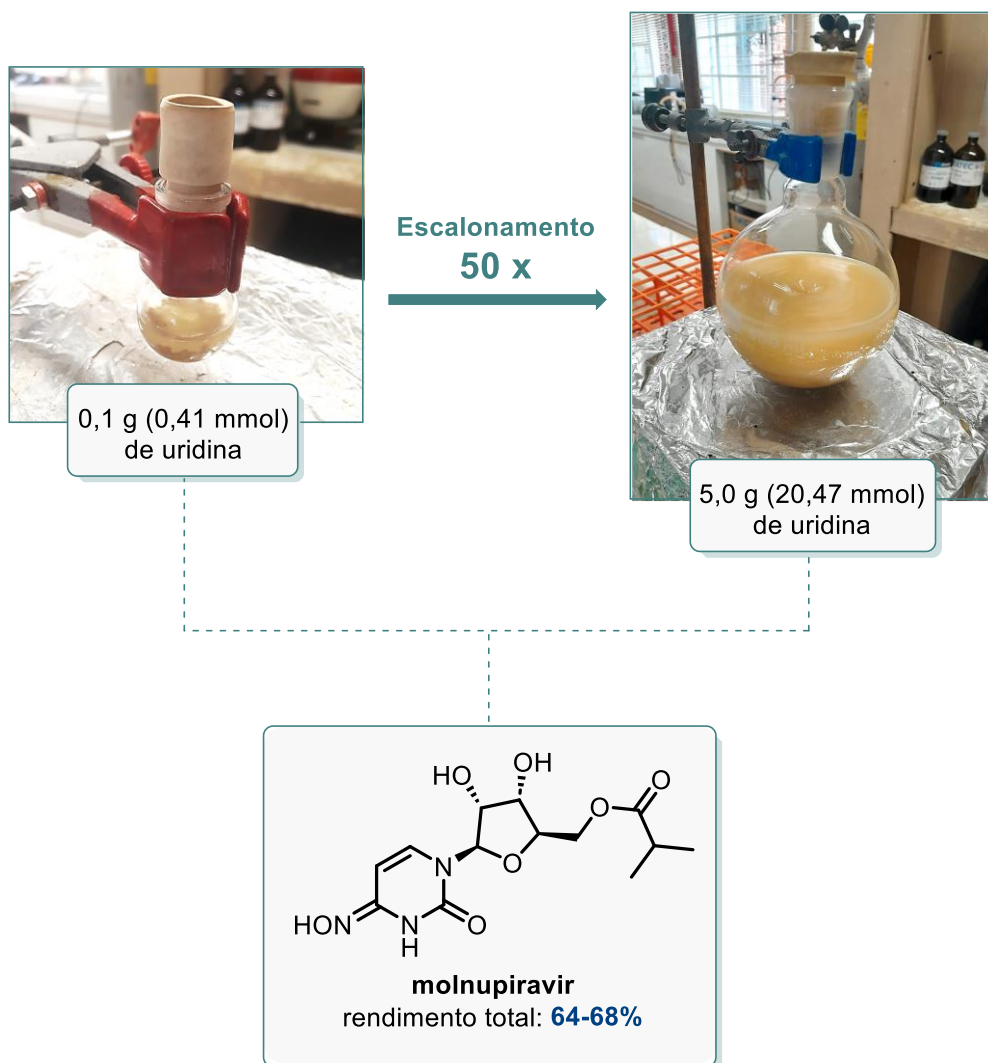 Escalonamento
50 x
0,1 g (0,41 mmol)
de uridina
5,0 g (20,47 mmol)
de uridina
HO
OH
O
O
O
N
HON
N
H
O
molnupiravir
rendimento total: 64-68%